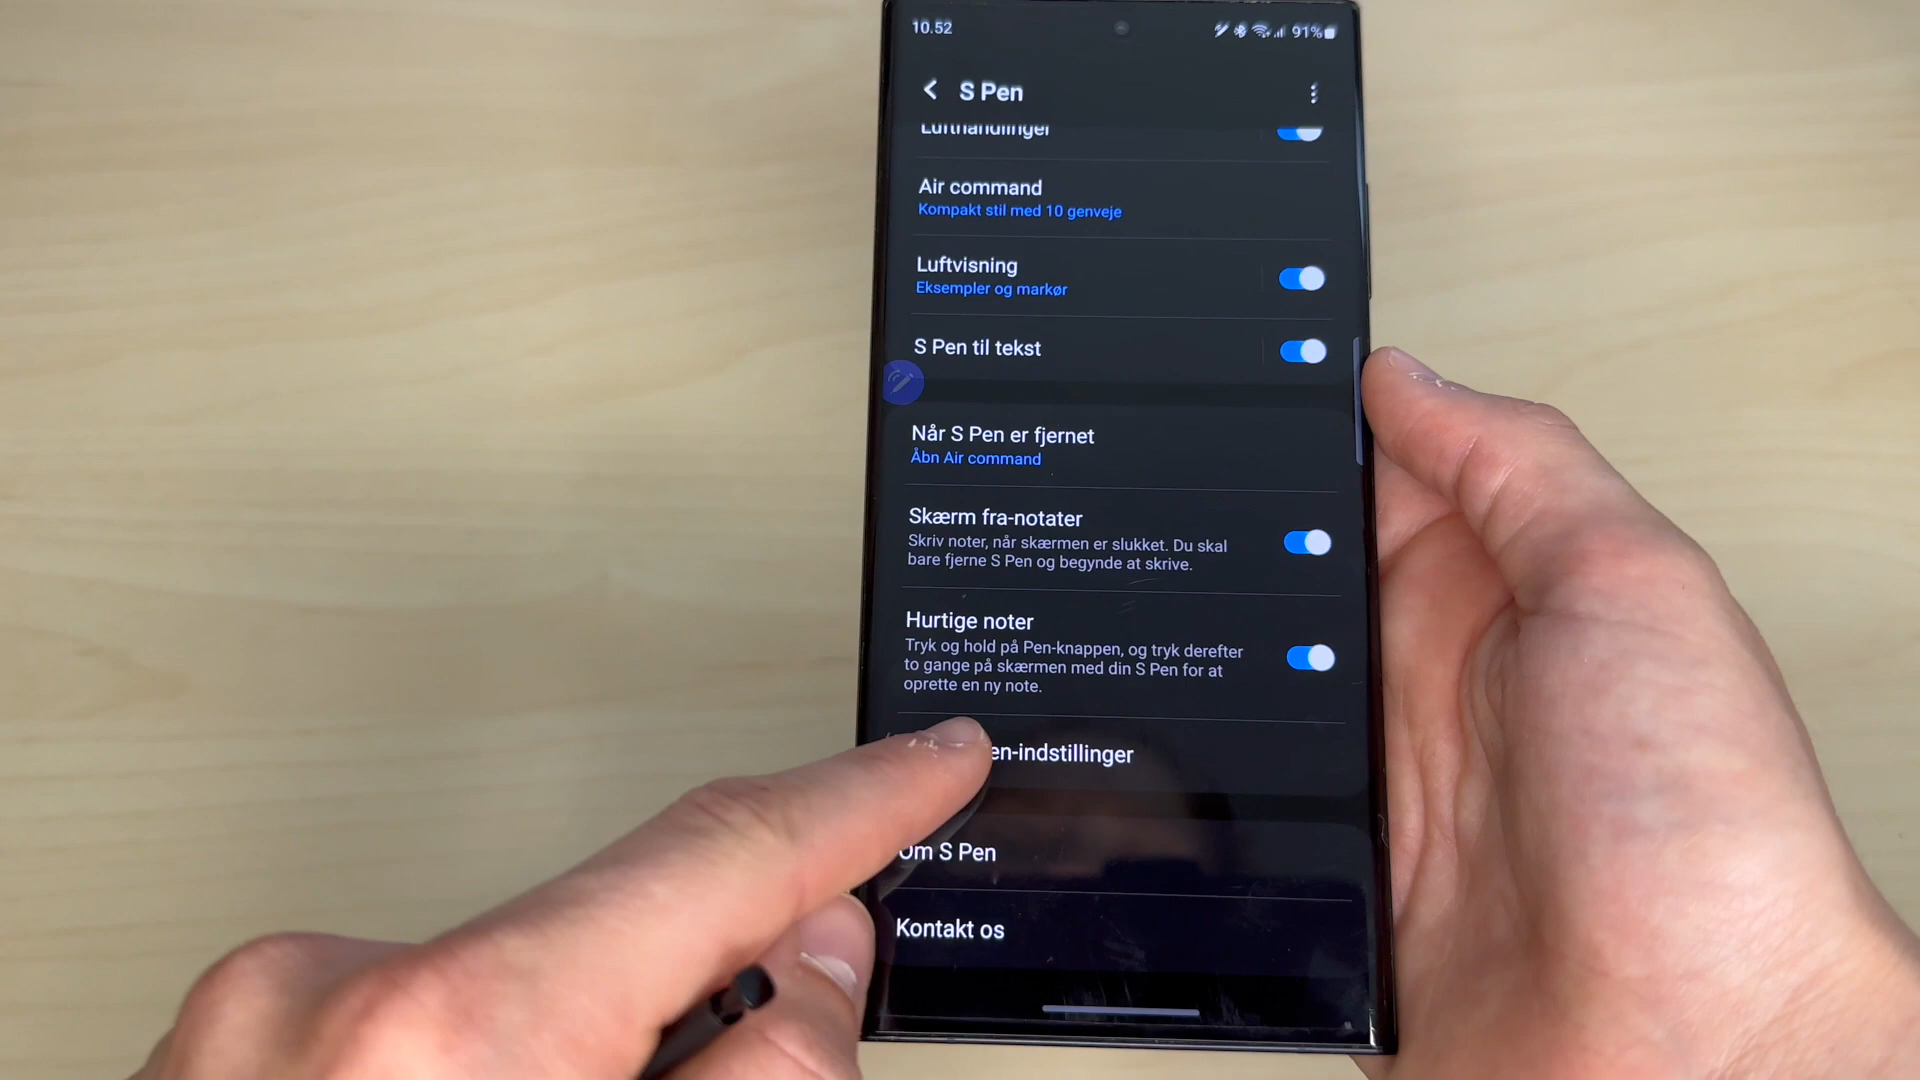 10.52
91%
S Pen
Lufthandlinger
Air command
Kompakt stil med 10 genveje
Luftvisning
Eksempler og markør
S Pen til tekst
Når S Pen er fjernet
Åbn Air command
Skærm fra-notater
Skriv noter, når skærmen er slukket. Du skal
bare fjerne S Pen og begynde at skrive.
Hurtige noter
Tryk og hold på Pen-knappen, og tryk derefter
to gange på skærmen med din S Pen for at
oprette en ny note.
en-indstillinger
Om S Pen
Kontakt os